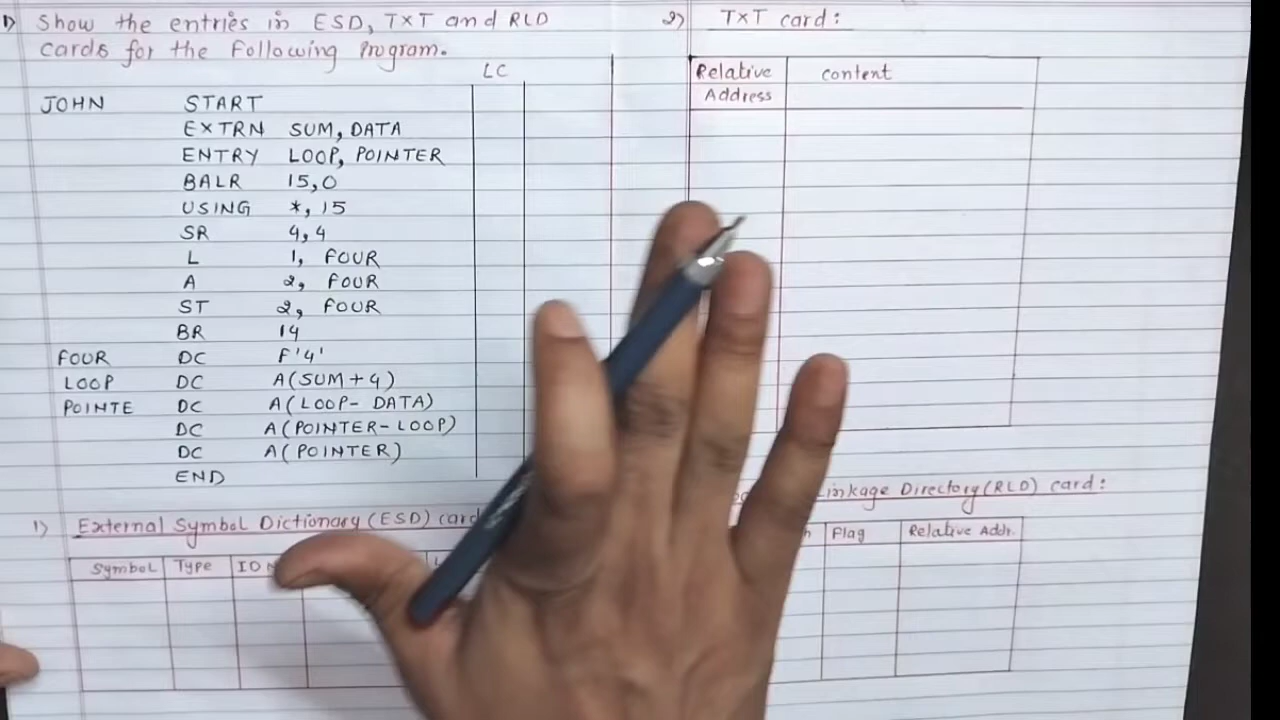 1) Show the entries in ESD, TXT and RLD
cards for the following program.
LC
JOHN START
EXTRN SUM, DATA
ENTRY LOOP, POINTER
BALR 15,0
USING *, 15
SR 4,4
L 1, FOUR
A 2, FOUR
ST 2, FOUR
BR 14
FOUR DC F'4'
LOOP DC A(SUM+4)
POINTE DC A(LOOP- DATA)
DC A(POINTER-LOOP)
DC A(POINTER)
END
1) External Symbol Dictionary (ESD) card
Symbol Type ID
2) TXT card:
Relative Address content
Linkage Directory (RLD) card:
Flag Relative Addr.